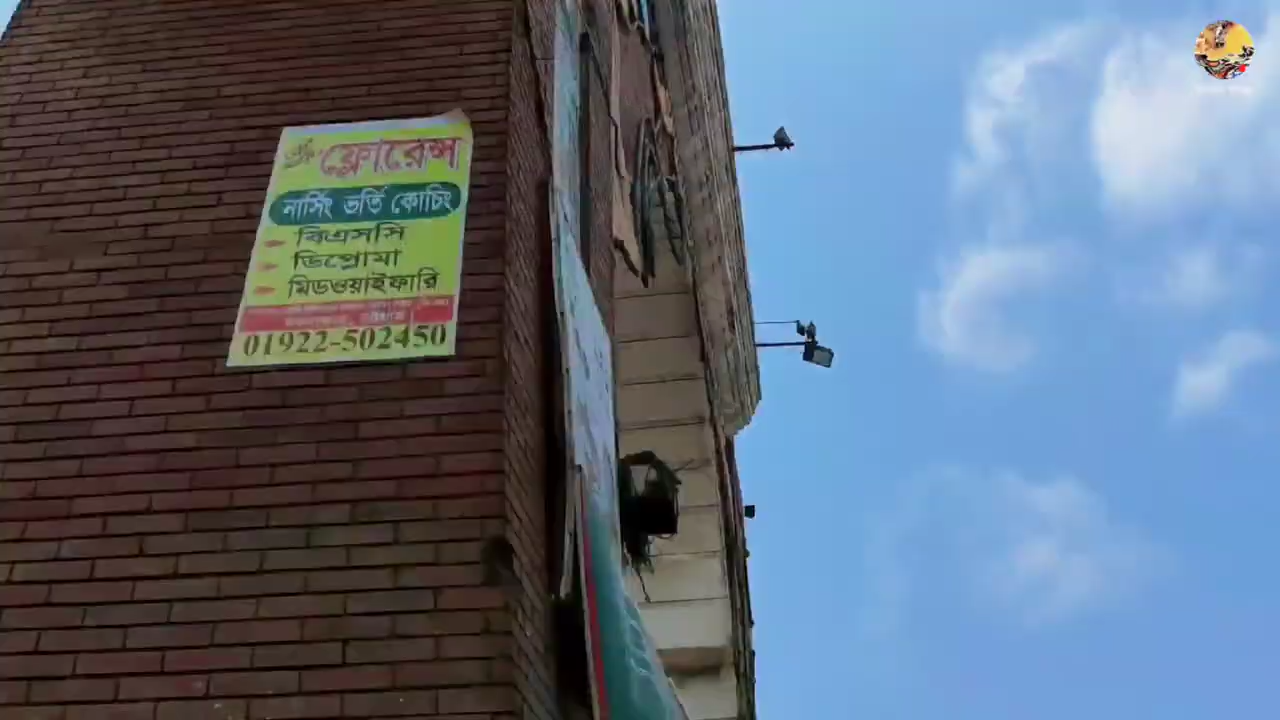 ফ্লোরেন্স
নার্সিং ভর্তি কোচিং
বিএসসি
ডিপ্লোমা
মিডওয়াইফারি
01922-502450